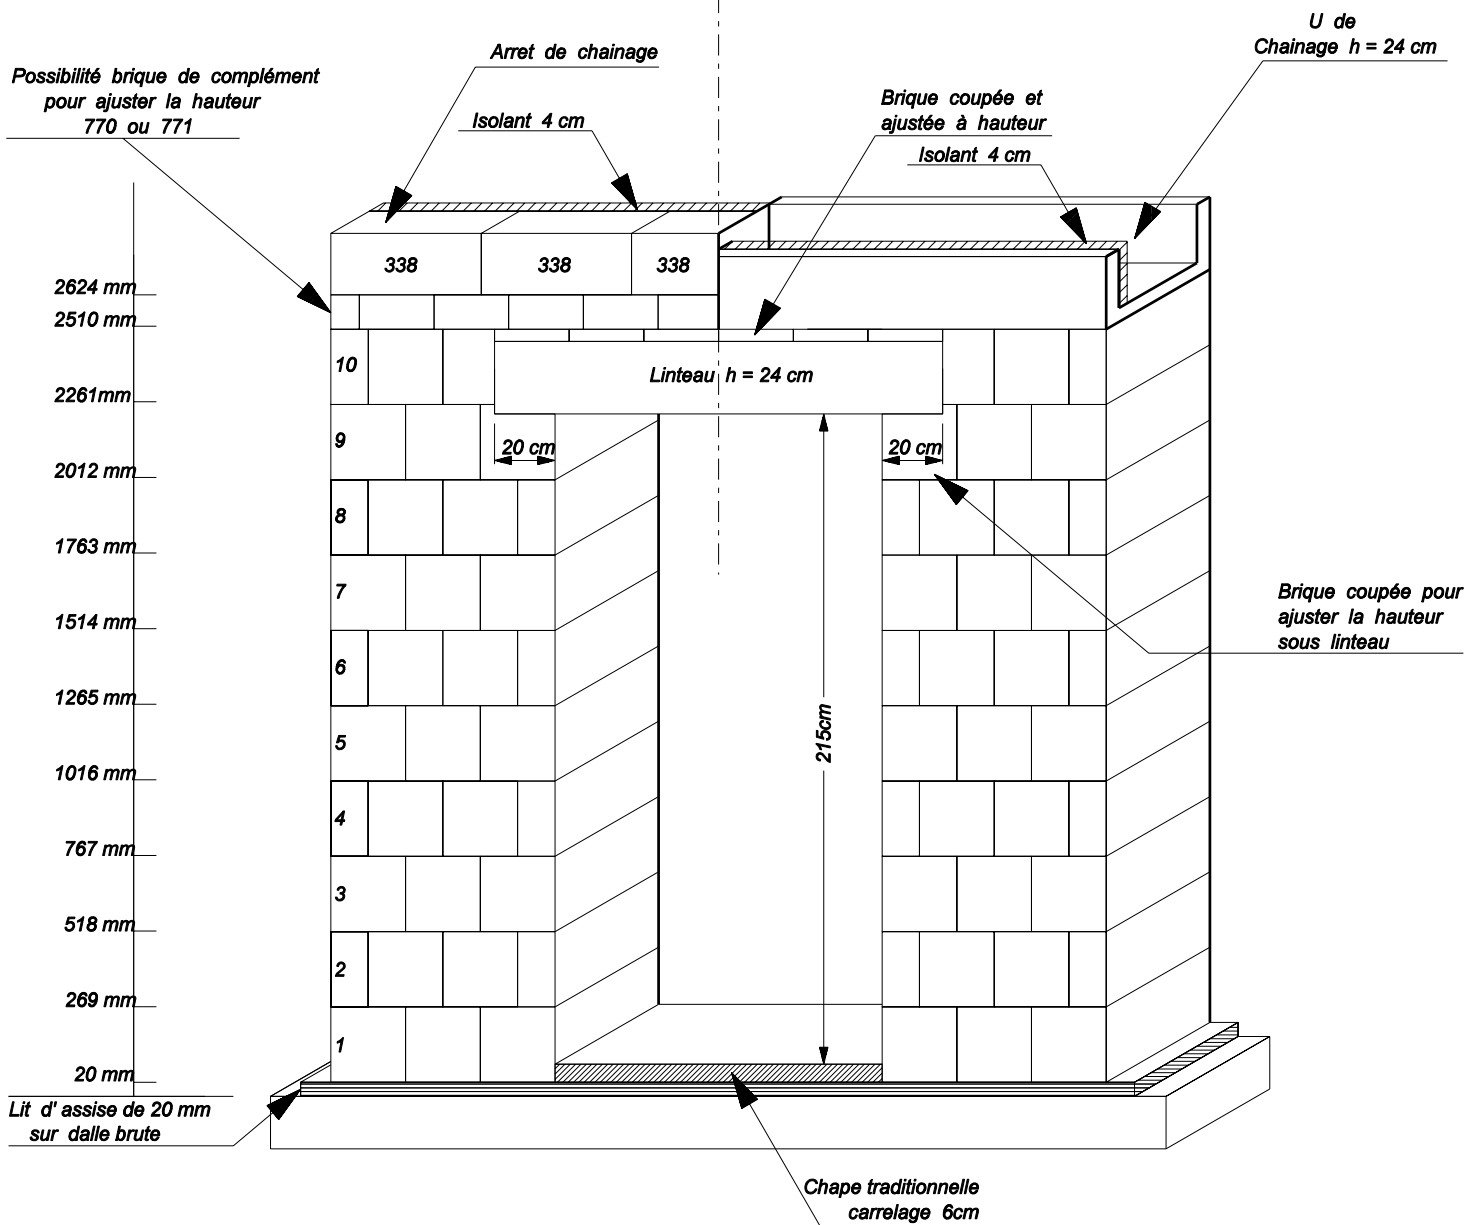 U de
Chainage h = 24 cm
Arret de chainage
Possibilité brique de complément
pour ajuster la hauteur
770 ou 771
Isolant 4 cm
Brique coupée et
ajustée à hauteur
Isolant 4 cm
338
338
338
2624 mm
2510 mm
10
Linteau h = 24 cm
2261mm
9
20 cm
20 cm
2012 mm
8
1763 mm
7
Brique coupée pour
ajuster la hauteur
sous linteau
1514 mm
6
1265 mm
5
215cm
1016 mm
4
767 mm
3
518 mm
2
269 mm
1
20 mm
Lit d' assise de 20 mm
sur dalle brute
Chape traditionnelle
carrelage 6cm